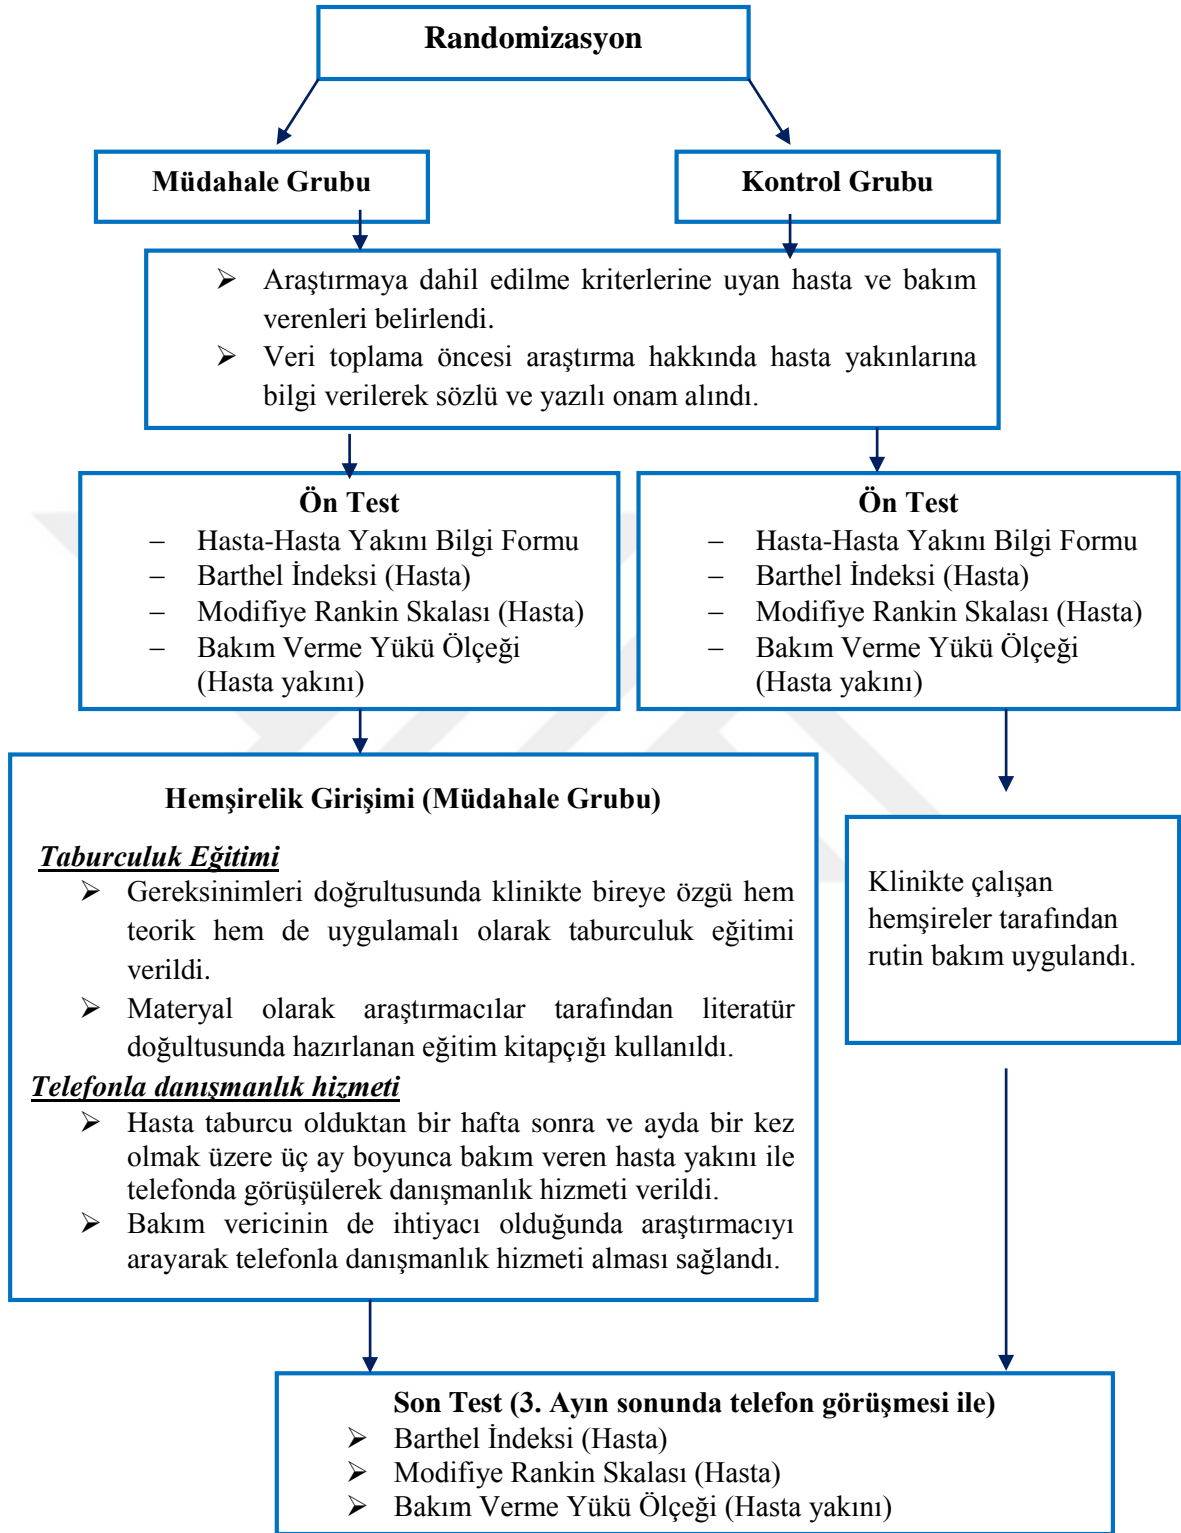 Randomizasyon
Müdahale Grubu
Kontrol Grubu
➢ Araştırmaya dahil edilme kriterlerine uyan hasta ve bakım
verenleri belirlendi.
➢ Veri toplama öncesi araştırma hakkında hasta yakınlarına
bilgi verilerek sözlü ve yazılı onam alındı.
Ön Test
– Hasta-Hasta Yakını Bilgi Formu
– Barthel İndeksi (Hasta)
– Modifiye Rankin Skalası (Hasta)
– Bakım Verme Yükü Ölçeği
(Hasta yakını)
Ön Test
– Hasta-Hasta Yakını Bilgi Formu
– Barthel İndeksi (Hasta)
– Modifiye Rankin Skalası (Hasta)
– Bakım Verme Yükü Ölçeği
(Hasta yakını)
Hemşirelik Girişimi (Müdahale Grubu)
Taburculuk Eğitimi
➢ Gereksinimleri doğrultusunda klinikte bireye özgü hem
teorik hem de uygulamalı olarak taburculuk eğitimi
verildi.
➢ Materyal olarak araştırmacılar tarafından literatür
doğultusunda hazırlanan eğitim kitapçığı kullanıldı.
Telefonla danışmanlık hizmeti
➢ Hasta taburcu olduktan bir hafta sonra ve ayda bir kez
olmak üzere üç ay boyunca bakım veren hasta yakını ile
telefonda görüşülerek danışmanlık hizmeti verildi.
➢ Bakım vericinin de ihtiyacı olduğunda araştırmacıyı
arayarak telefonla danışmanlık hizmeti alması sağlandı.
Klinikte çalışan
hemşireler tarafından
rutin bakım uygulandı.
Son Test (3. Ayın sonunda telefon görüşmesi ile)
➢ Barthel İndeksi (Hasta)
➢ Modifiye Rankin Skalası (Hasta)
➢ Bakım Verme Yükü Ölçeği (Hasta yakını)